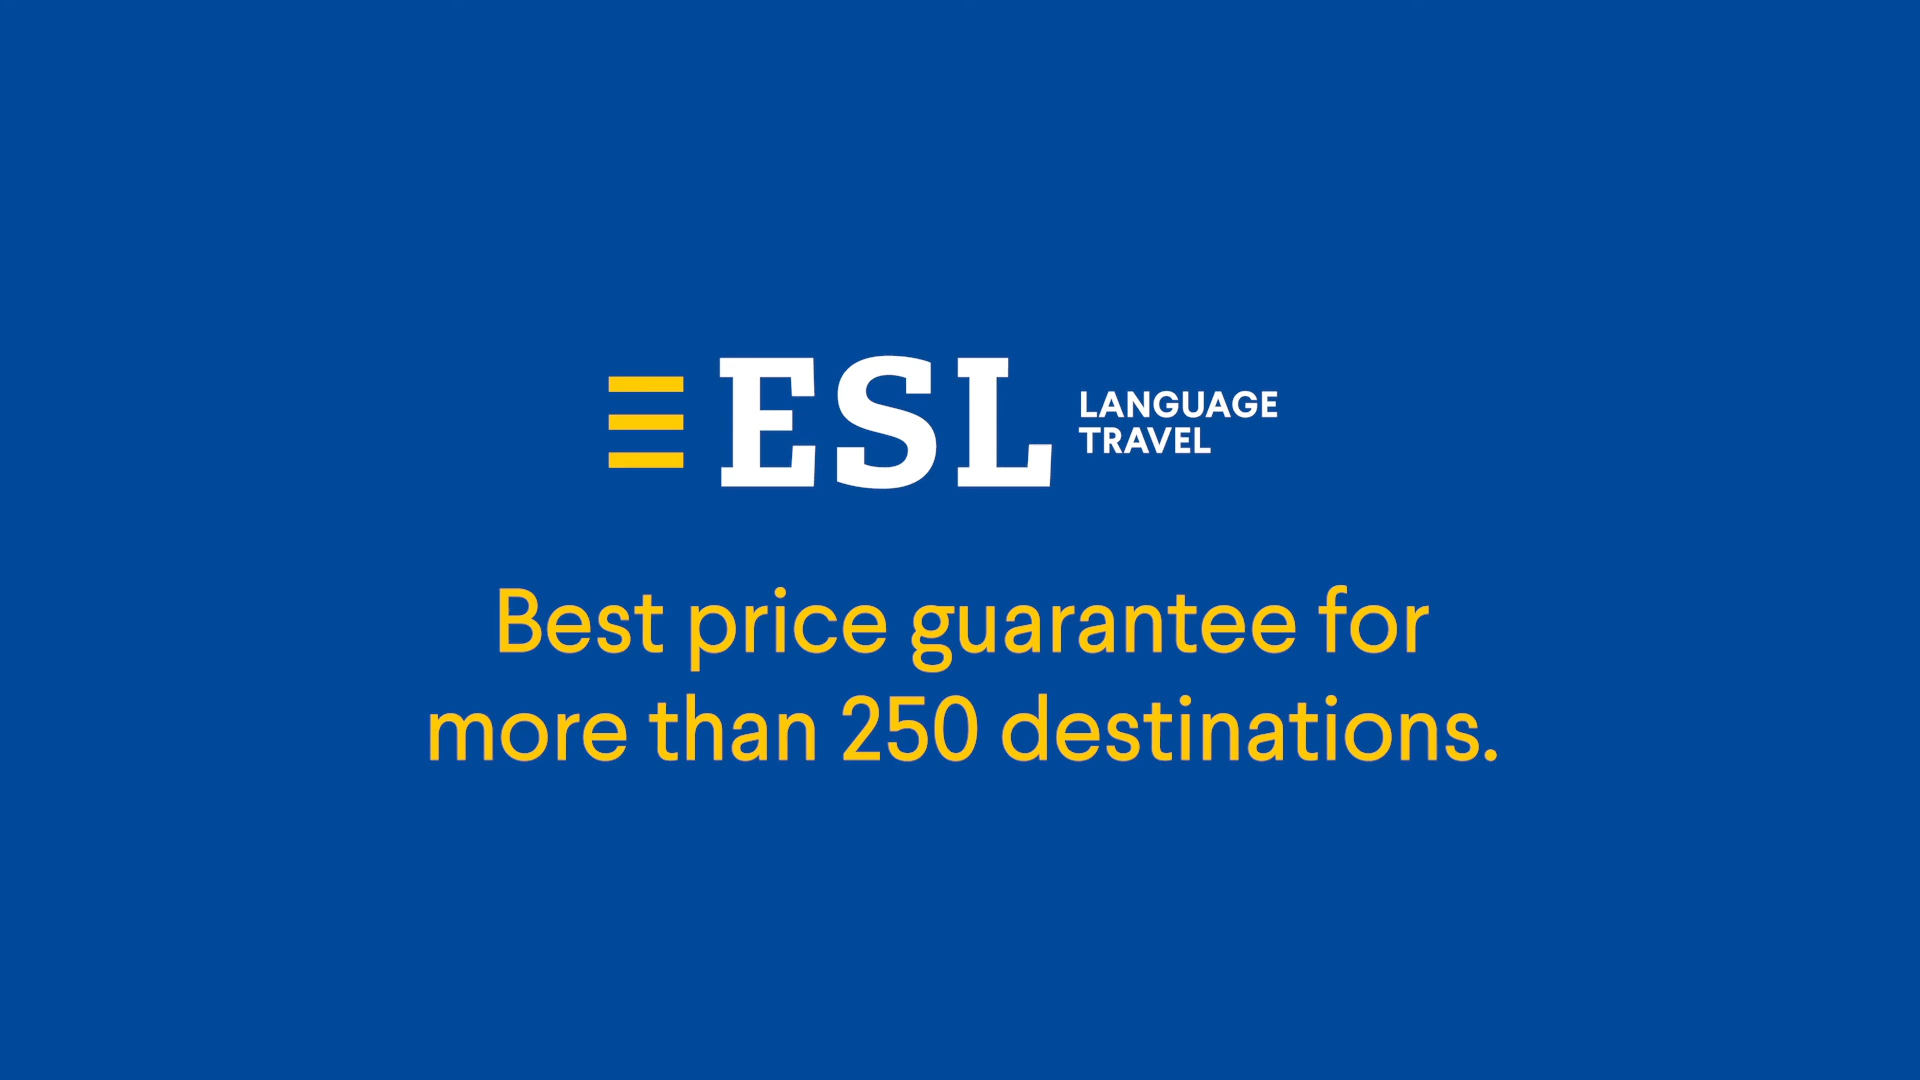 ESL
LANGUAGE
TRAVEL
Best price guarantee for
more than 250 destinations.